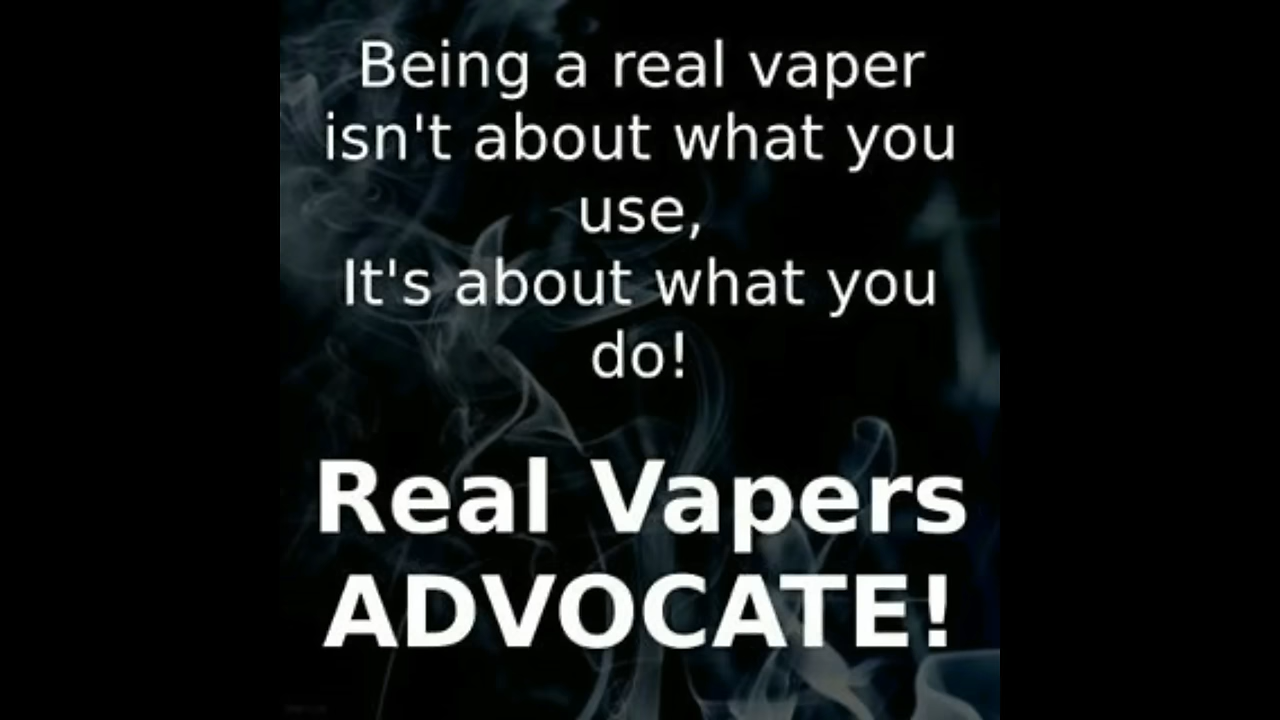 Being a real vaper
isn't about what you
use,
It's about what you
do!
Real Vapers
ADVOCATE!